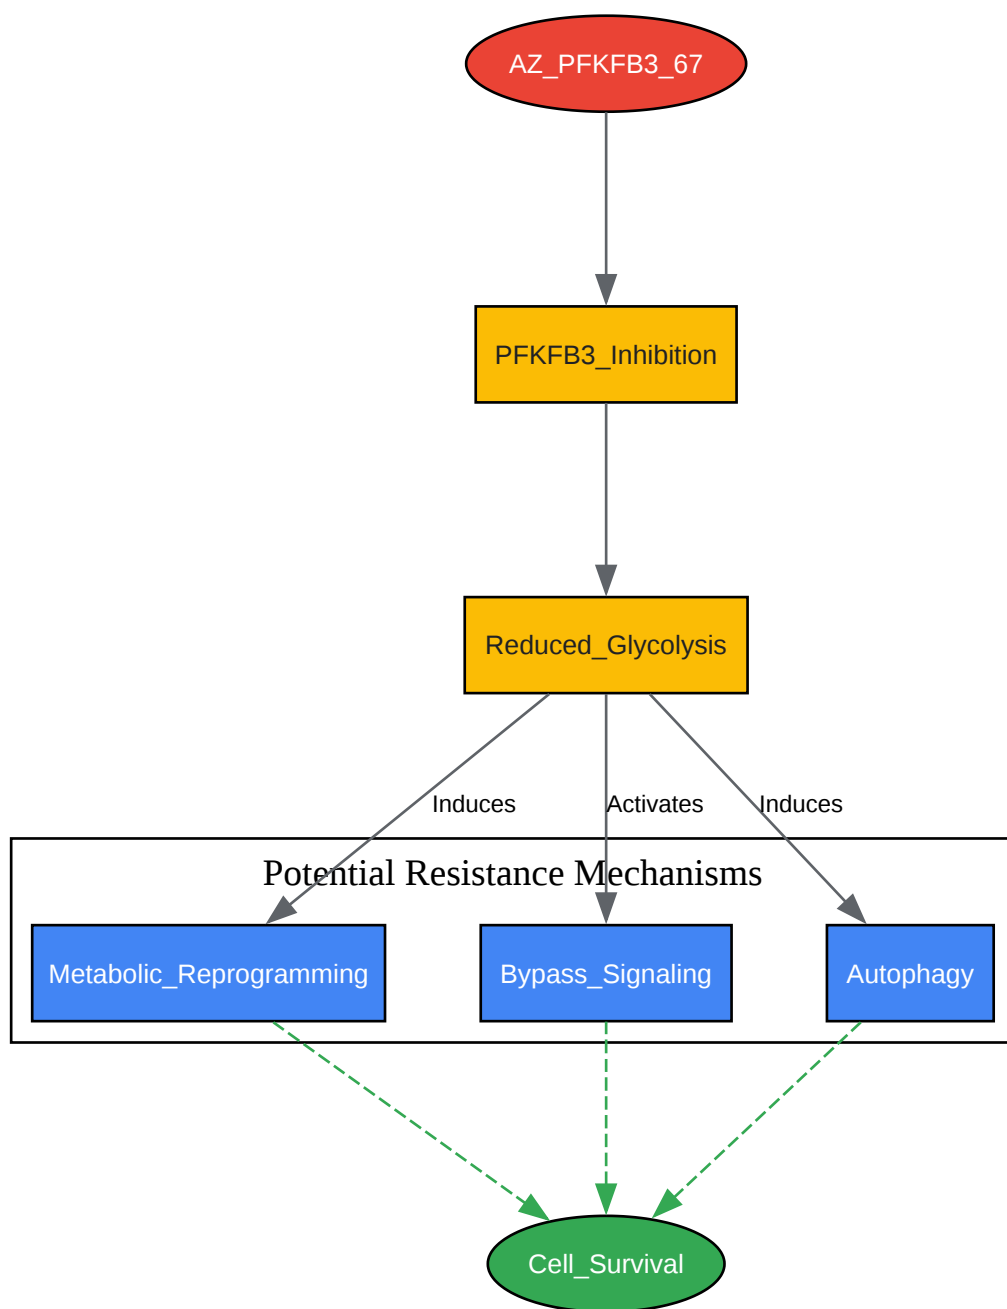 AZ_PFKFB3_67
PFKFB3_Inhibition
Reduced_Glycolysis
Induces
Activates
Induces
Potential Resistance Mechanisms
Metabolic_Reprogramming
Bypass_Signaling
Autophagy
Cell_Survival